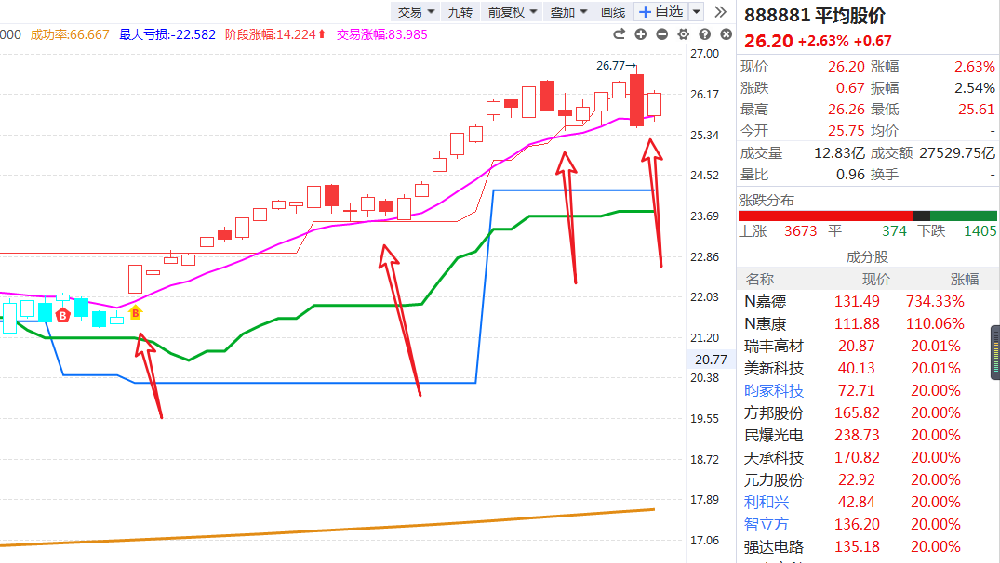 交易 九转 前复权 叠加 画线 +自选
000 成功率:66.667 最大亏损:-22.582 阶段涨幅:14.224 交易涨幅:83.985
26.77→
B
B
27.00
26.17
25.34
24.52
23.69
22.86
22.03
21.20
20.77
20.38
19.55
18.72
17.89
17.06
888881 平均股价
26.20 +2.63% +0.67
现价 26.20 涨幅 2.63%
涨跌 0.67 振幅 2.54%
最高 26.26 最低 25.61
今开 25.75 均价 -
成交量 12.83亿 成交额 27529.75亿
量比 0.96 换手 -
涨跌分布
上涨 3673 平 374 下跌 1405
成分股
名称 现价 涨幅
N嘉德 131.49 734.33%
N惠康 111.88 110.06%
瑞丰高材 20.87 20.01%
美新科技 40.13 20.01%
昀冢科技 72.71 20.00%
方邦股份 165.82 20.00%
民爆光电 238.73 20.00%
天承科技 170.82 20.00%
元力股份 22.92 20.00%
利和兴 42.84 20.00%
智立方 136.20 20.00%
强达电路 135.18 20.00%